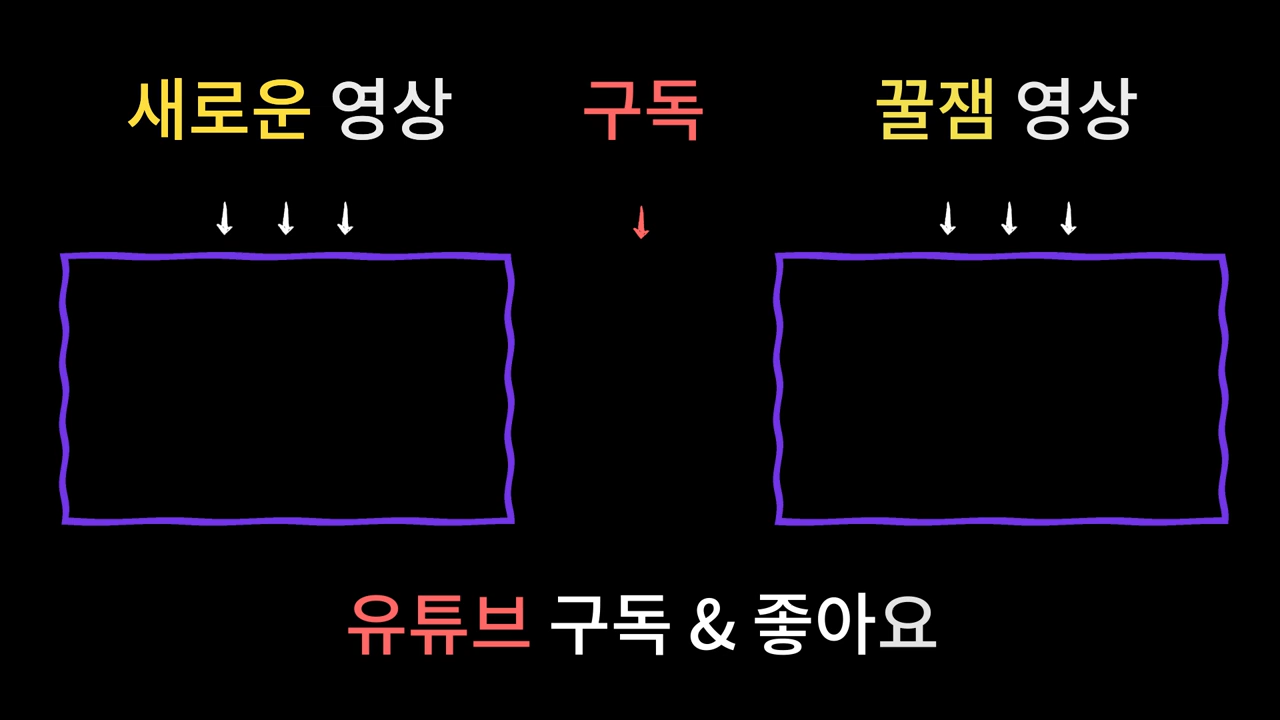 새로운 영상
구독
꿀잼 영상
유튜브 구독 & 좋아요